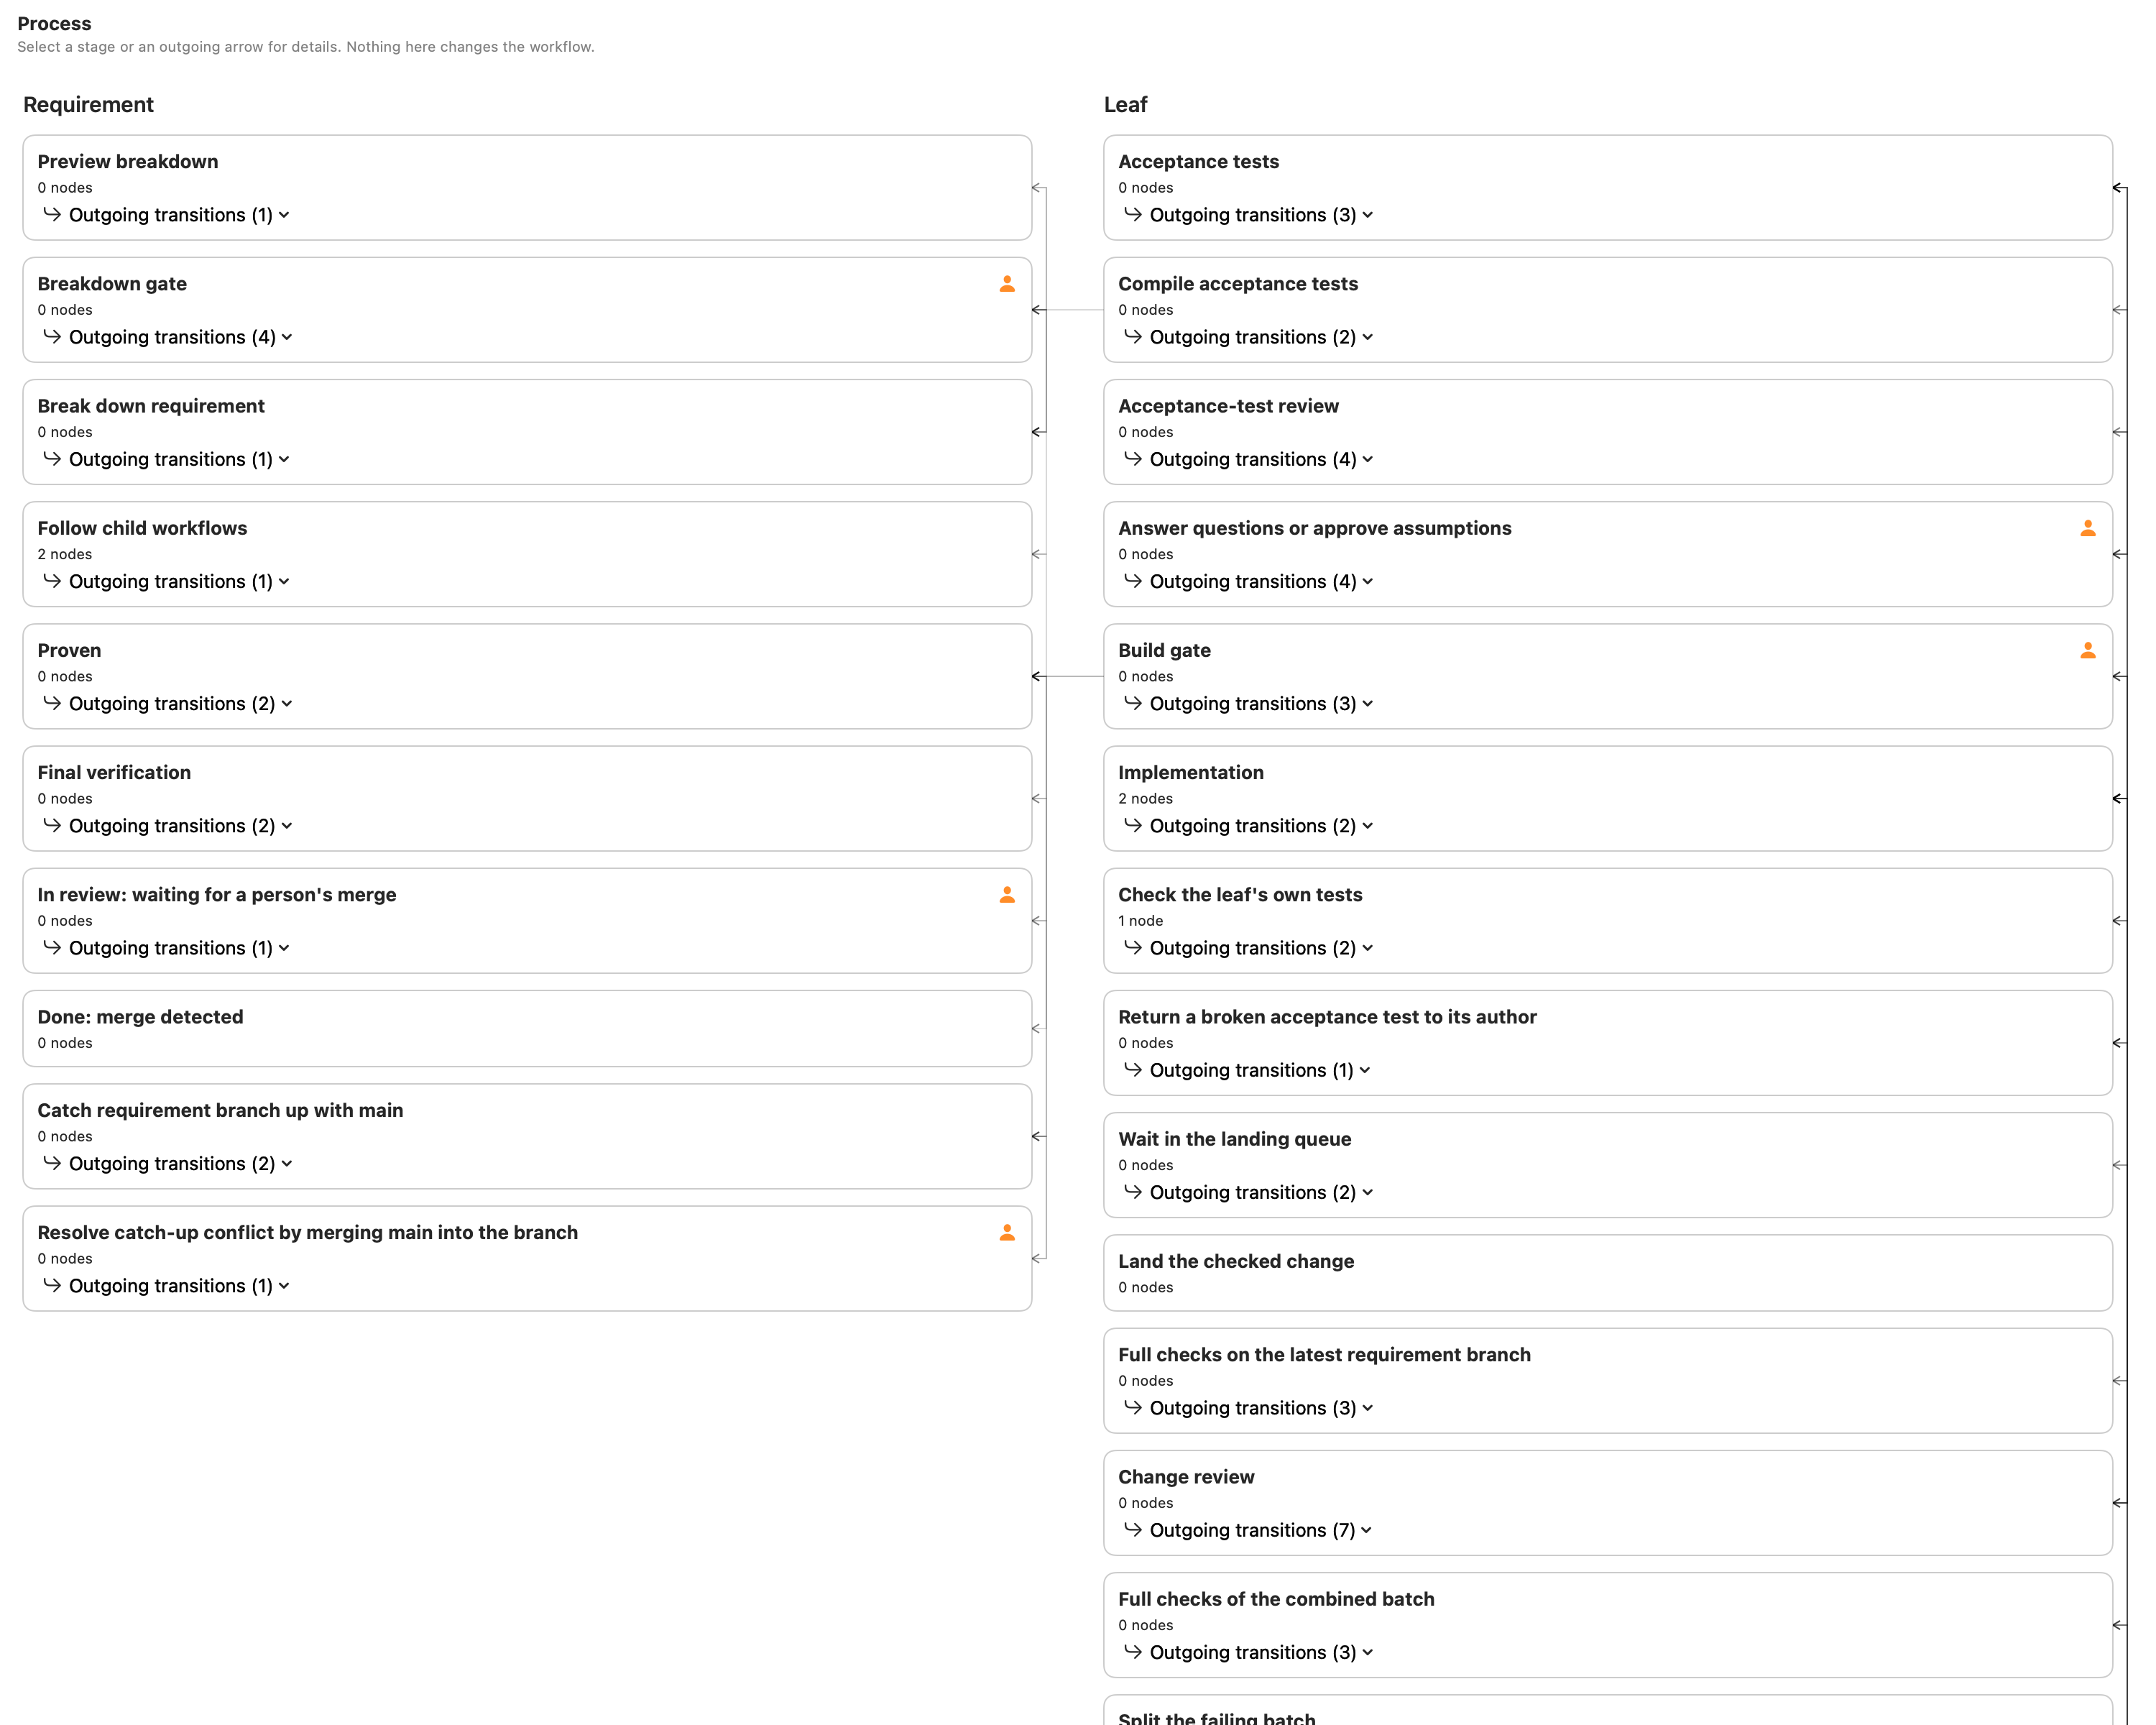 Process
Select a stage or an outgoing arrow for details. Nothing here changes the workflow.
Requirement
Preview breakdown
0 nodes
Outgoing transitions (1)
Breakdown gate
0 nodes
Outgoing transitions (4)
Break down requirement
0 nodes
Outgoing transitions (1)
Follow child workflows
2 nodes
Outgoing transitions (1)
Proven
0 nodes
Outgoing transitions (2)
Final verification
0 nodes
Outgoing transitions (2)
In review: waiting for a person's merge
0 nodes
Outgoing transitions (1)
Done: merge detected
0 nodes
Catch requirement branch up with main
0 nodes
Outgoing transitions (2)
Resolve catch-up conflict by merging main into the branch
0 nodes
Outgoing transitions (1)
Leaf
Acceptance tests
0 nodes
Outgoing transitions (3)
Compile acceptance tests
0 nodes
Outgoing transitions (2)
Acceptance-test review
0 nodes
Outgoing transitions (4)
Answer questions or approve assumptions
0 nodes
Outgoing transitions (4)
Build gate
0 nodes
Outgoing transitions (3)
Implementation
2 nodes
Outgoing transitions (2)
Check the leaf's own tests
1 node
Outgoing transitions (2)
Return a broken acceptance test to its author
0 nodes
Outgoing transitions (1)
Wait in the landing queue
0 nodes
Outgoing transitions (2)
Land the checked change
0 nodes
Full checks on the latest requirement branch
0 nodes
Outgoing transitions (3)
Change review
0 nodes
Outgoing transitions (7)
Full checks of the combined batch
0 nodes
Outgoing transitions (3)
Split the failing batch